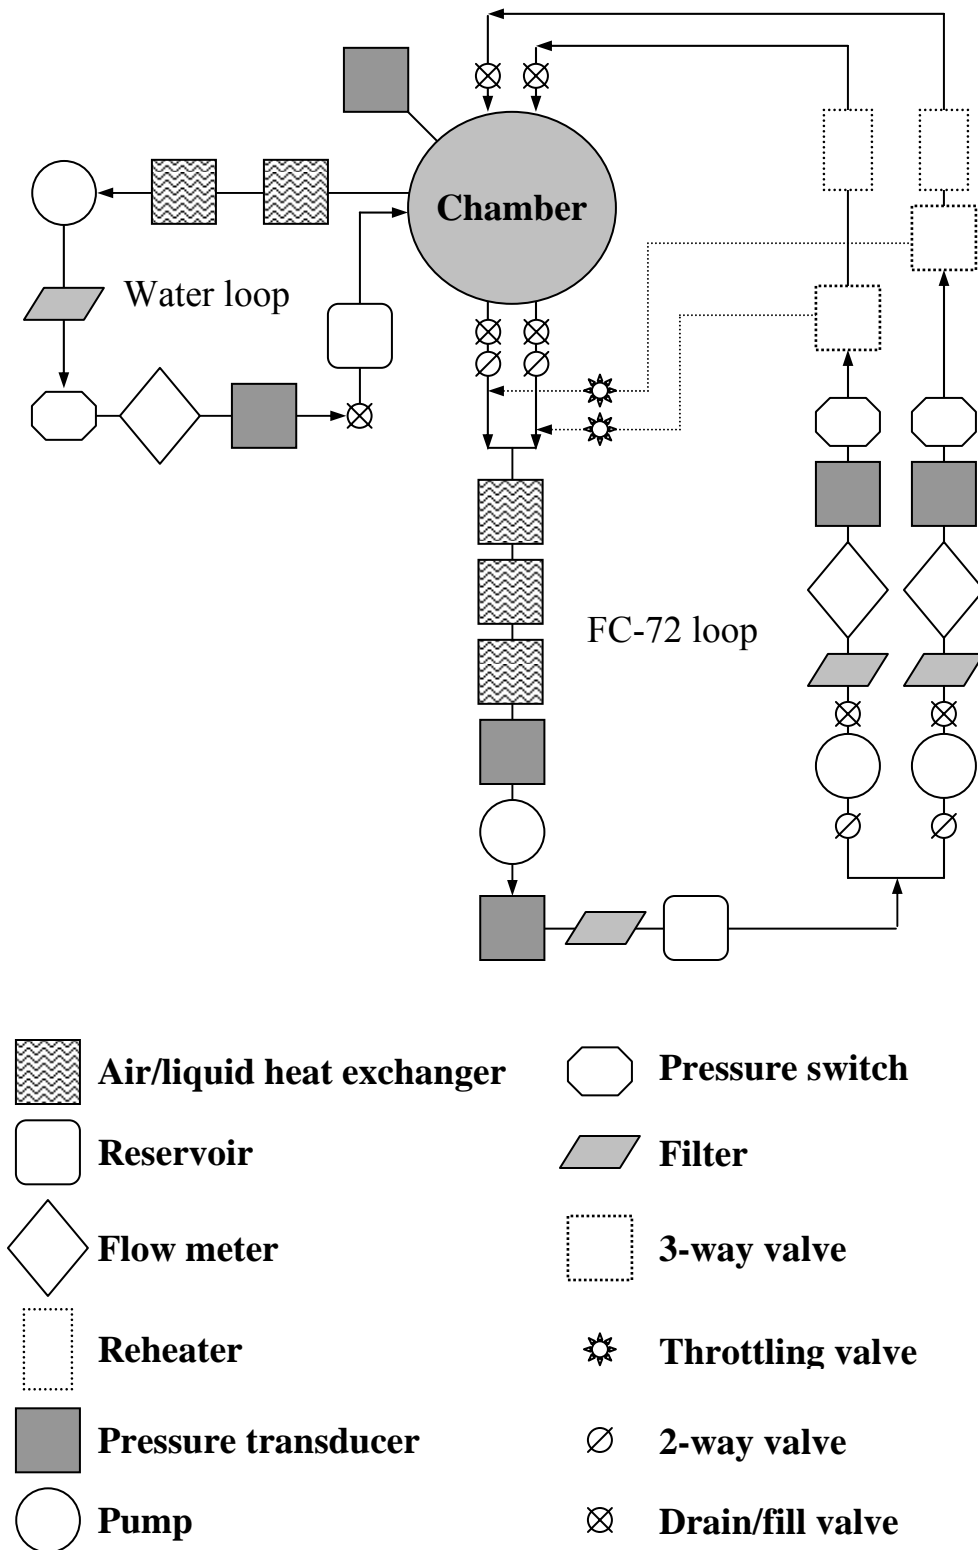 Chamber
Water loop
FC-72 loop
Air/liquid heat exchanger
Pressure switch
Reservoir
Filter
Flow meter
3-way valve
Reheater
Throttling valve
Pressure transducer
2-way valve
Pump
Drain/fill valve